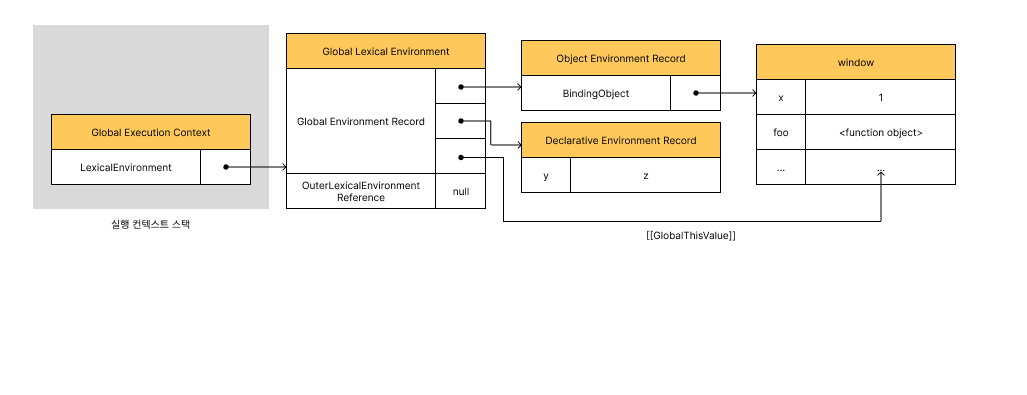 Global Execution Context
LexicalEnvironment
실행 컨텍스트 스택
Global Lexical Environment
Global Environment Record
OuterLexicalEnvironment
Reference
null
Object Environment Record
BindingObject
Declarative Environment Record
y
z
window
x
1
foo
<function object>
...
...
[[GlobalThisValue]]